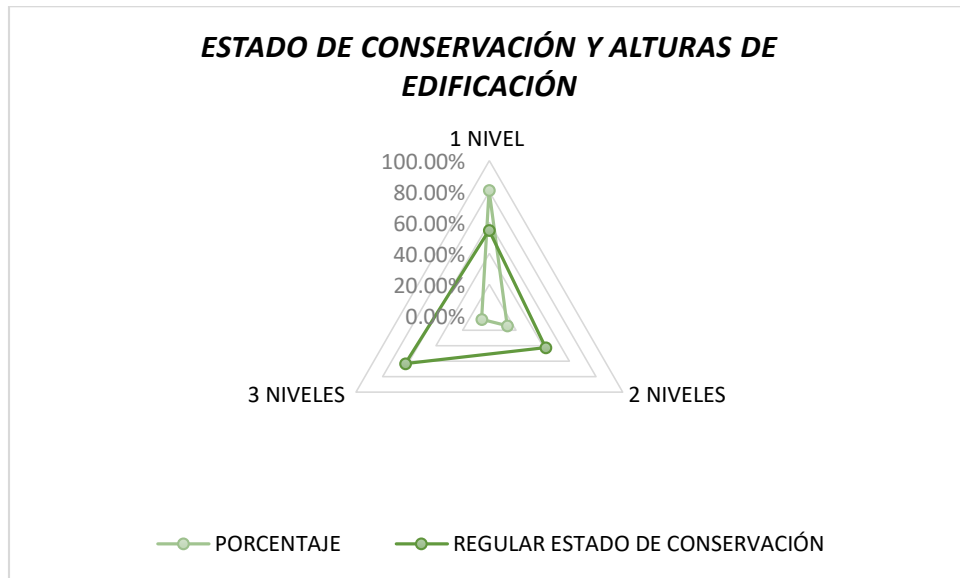 ESTADO DE CONSERVACIÓN Y ALTURAS DE
EDIFICACIÓN
1 NIVEL
100.00%
80.00%
60.00%
40.00%
20.00%
0.00%
3 NIVELES
2 NIVELES
PORCENTAJE
REGULAR ESTADO DE CONSERVACIÓN